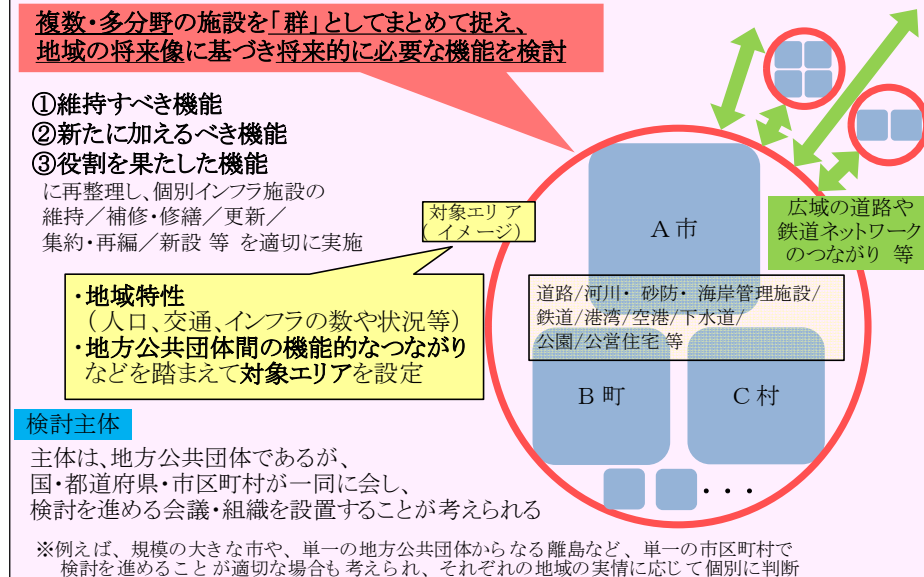 複数・多分野の施設を「群」としてまとめて捉え、
地域の将来像に基づき将来的に必要な機能を検討
①維持すべき機能
②新たに加えるべき機能
③役割を果たした機能
に再整理し、個別インフラ施設の
維持／補修・修繕／更新／
集約・再編／新設 等 を適切に実施
対象エリア
（イメージ）
・地域特性
（人口、交通、インフラの数や状況等）
・地方公共団体間の機能的なつながり
などを踏まえて対象エリアを設定
A市
広域の道路や
鉄道ネットワーク
のつながり 等
道路/河川・砂防・海岸管理施設/
鉄道/港湾/空港/下水道/
公園/公営住宅 等
B町
C村
・・・
検討主体
主体は、地方公共団体であるが、
国・都道府県・市区町村が一同に会し、
検討を進める会議・組織を設置することが考えられる
※例えば、規模の大きな市や、単一の地方公共団体からなる離島など、単一の市区町村で
検討を進めることが適切な場合も考えられ、それぞれの地域の実情に応じて個別に判断